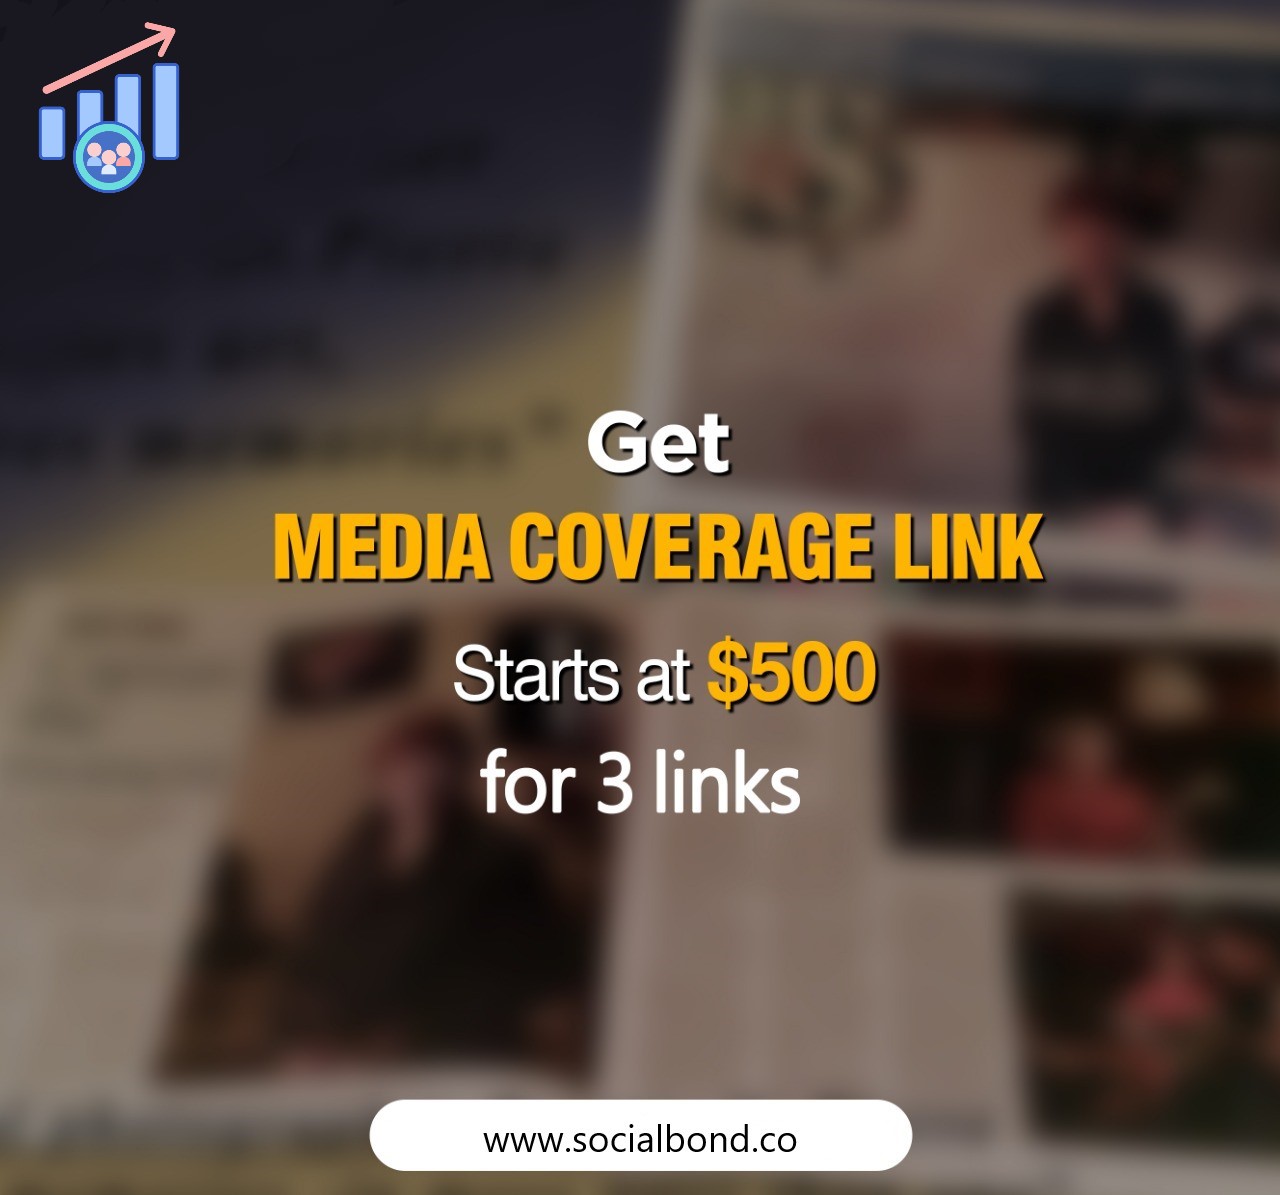 Get
MEDIA COVERAGE LINK
Starts at $500
for 3 links
www.socialbond.co